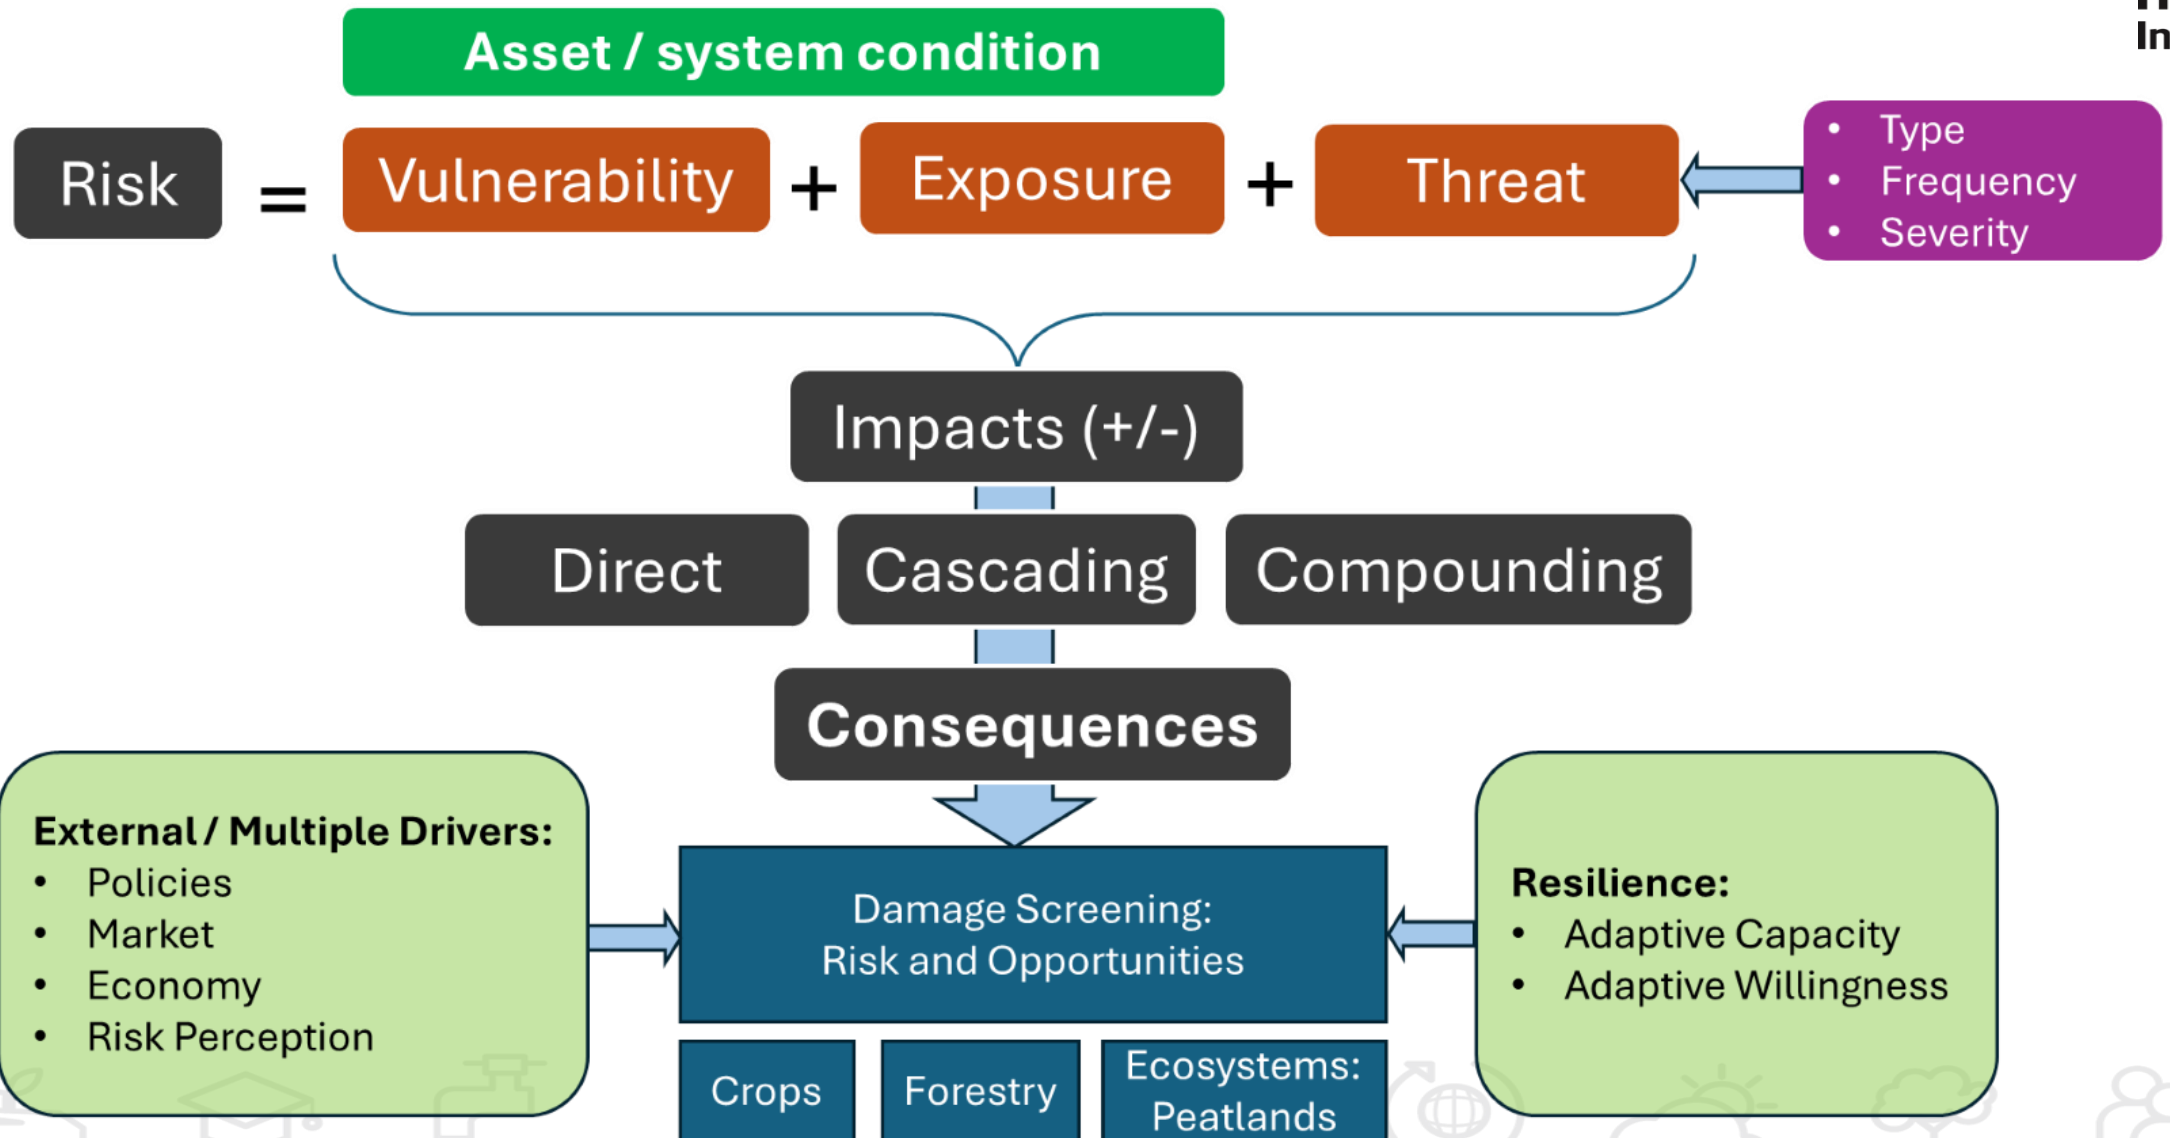 In
Asset / system condition
Risk = Vulnerability + Exposure + Threat
• Type
• Frequency
• Severity
Impacts (+/-)
Direct
Cascading
Compounding
Consequences
External / Multiple Drivers:
• Policies
• Market
• Economy
• Risk Perception
Damage Screening:
Risk and Opportunities
Resilience:
• Adaptive Capacity
• Adaptive Willingness
Crops
Forestry
Ecosystems:
Peatlands